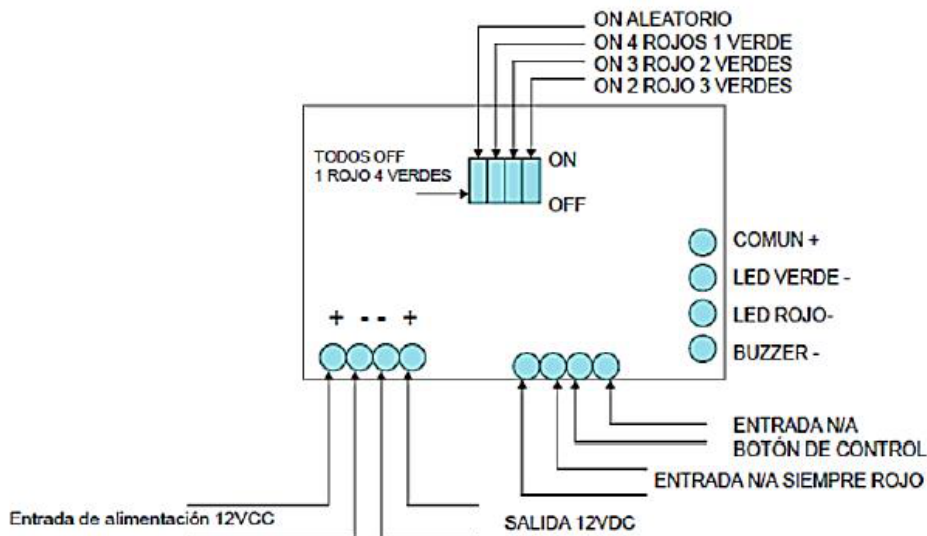 ON ALEATORIO
ON 4 ROJOS 1 VERDE
ON 3 ROJO 2 VERDES
ON 2 ROJO 3 VERDES
TODOS OFF
1 ROJO 4 VERDES
ON
OFF
COMUN +
LED VERDE -
LED ROJO-
BUZZER -
+ - - +
ENTRADA N/A
BOTÓN DE CONTROL
ENTRADA N/A SIEMPRE ROJO
Entrada de alimentación 12VCC
SALIDA 12VDC